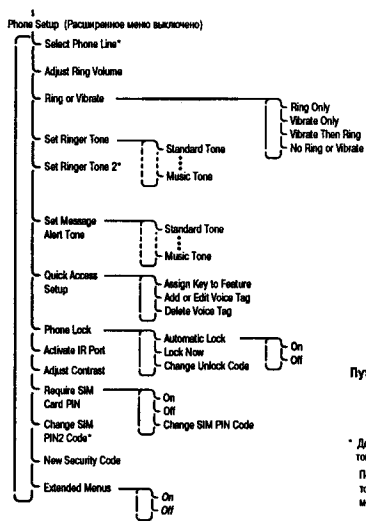 Phone Setup (Расширенное меню выключено)
Select Phone Line*
Adjust Ring Volume
Ring or Vibrate
Ring Only
Vibrate Only
Vibrate Then Ring
No Ring or Vibrate
Set Ringer Tone
Standard Tone
Music Tone
Set Ringer Tone 2*
Set Message
Alert Tone
Standard Tone
Music Tone
Quick Access
Setup
Assign Key to Feature
Add or Edit Voice Tag
Delete Voice Tag
Phone Lock
Automatic Lock
On
Off
Lock Now
Change Unlock Code
Activate IR Port
Adjust Contrast
Require SIM
Card PIN
On
Off
Change SIM PIN Code
Change SIM
PIN2 Code*
New Security Code
Extended Menus
On
Off